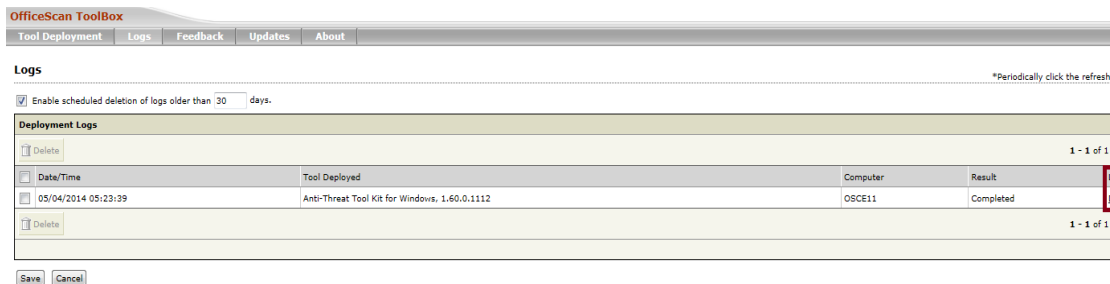 OfficeScan ToolBox
Tool Deployment Logs Feedback Updates About
Logs
*Periodically click the refresh
Enable scheduled deletion of logs older than 30 days.
Deployment Logs
Delete 1 - 1 of 1
Date/Time Tool Deployed Computer Result
05/04/2014 05:23:39 Anti-Threat Tool Kit for Windows, 1.60.0.1112 OSCE11 Completed
Delete 1 - 1 of 1
Save Cancel